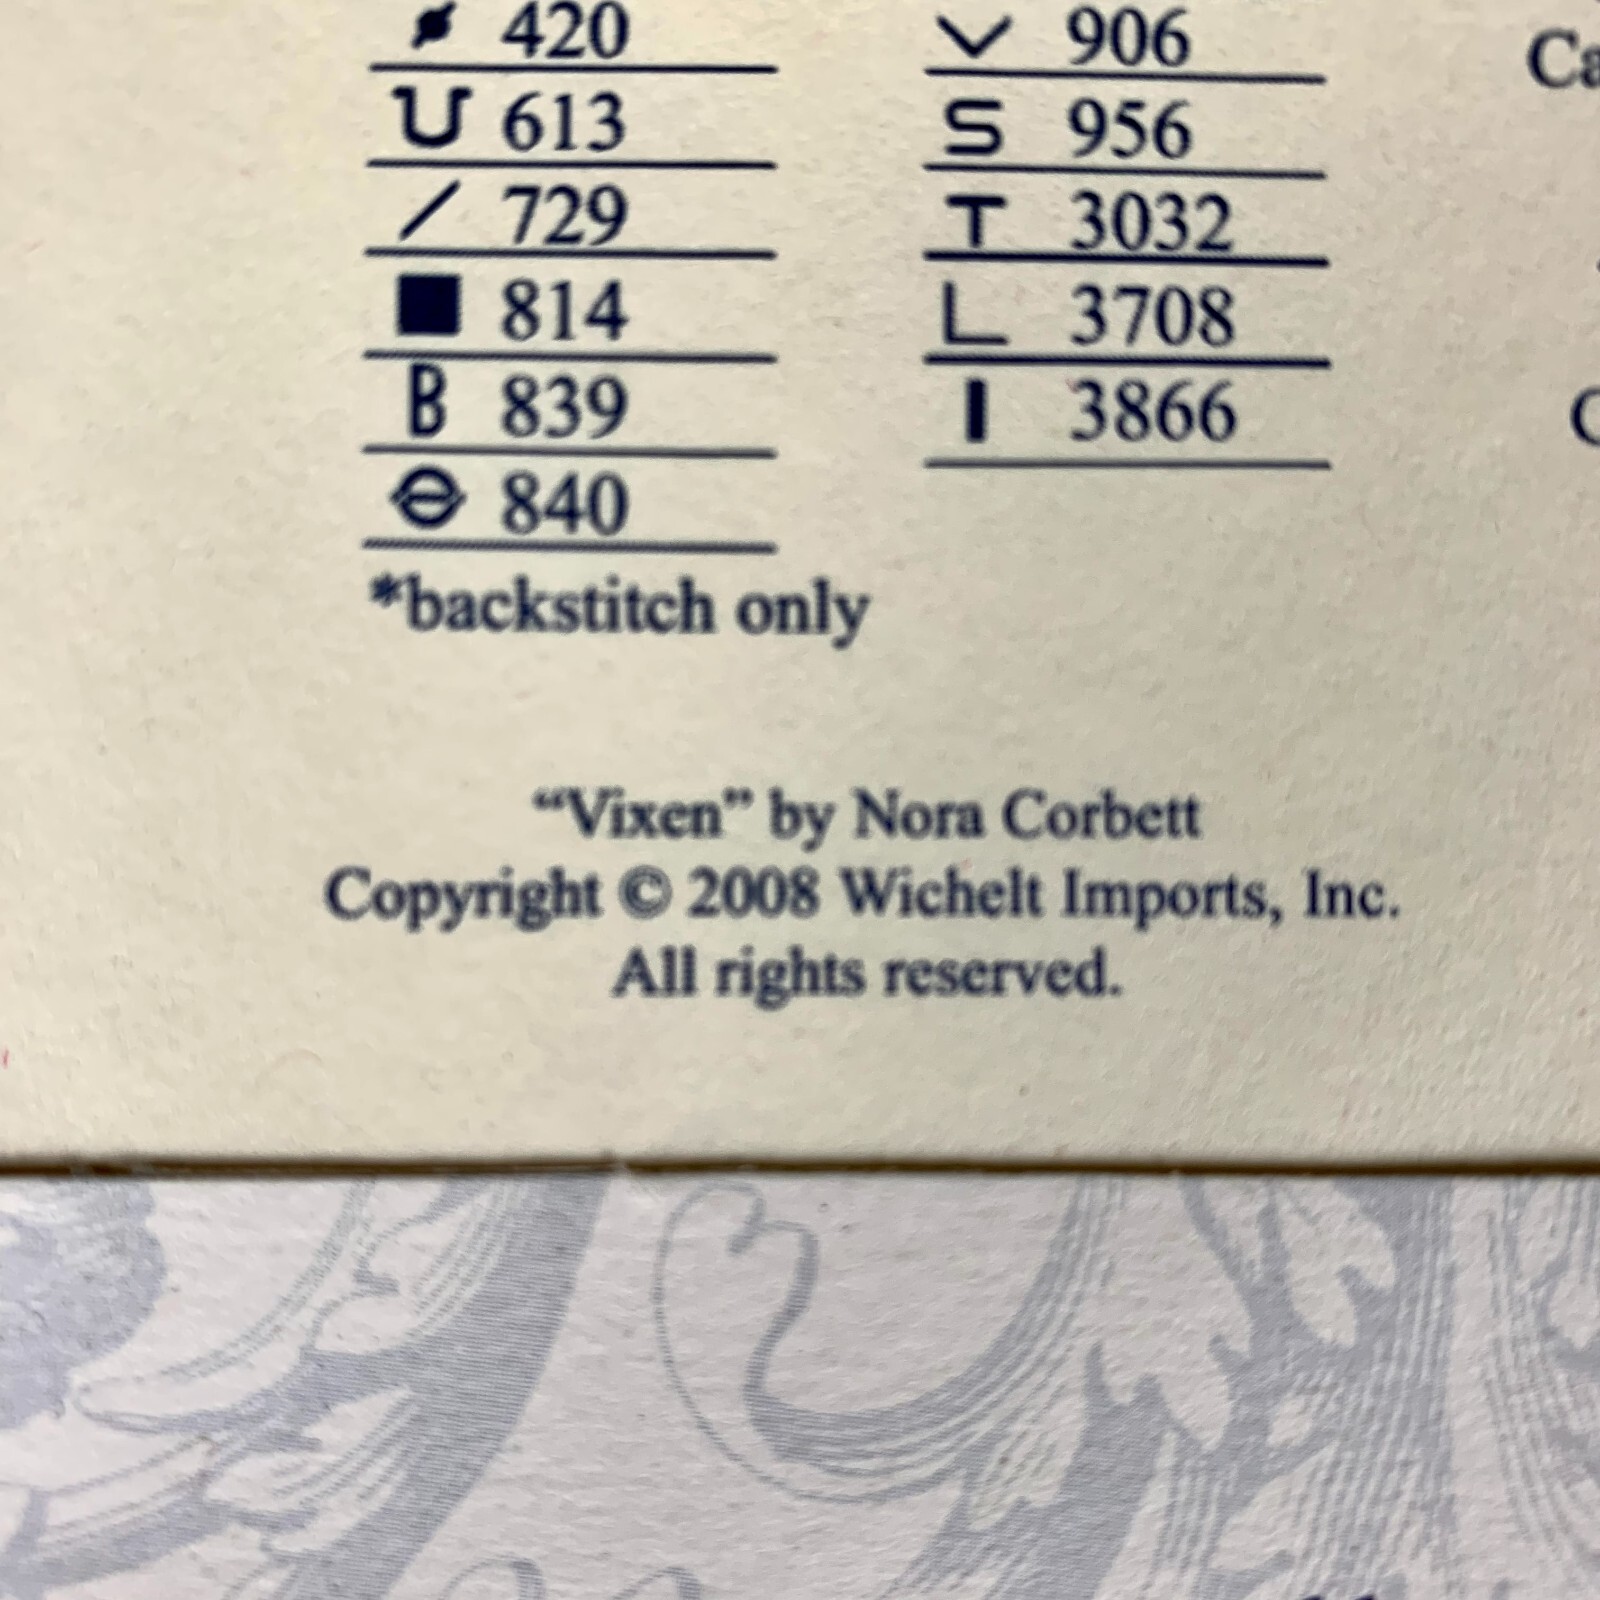 420
U 613
/ 729
■ 814
B 839
840
*backstitch only
V 906
S 956
T 3032
L 3708
I 3866
“Vixen” by Nora Corbett
Copyright © 2008 Wichelt Imports, Inc.
All rights reserved.